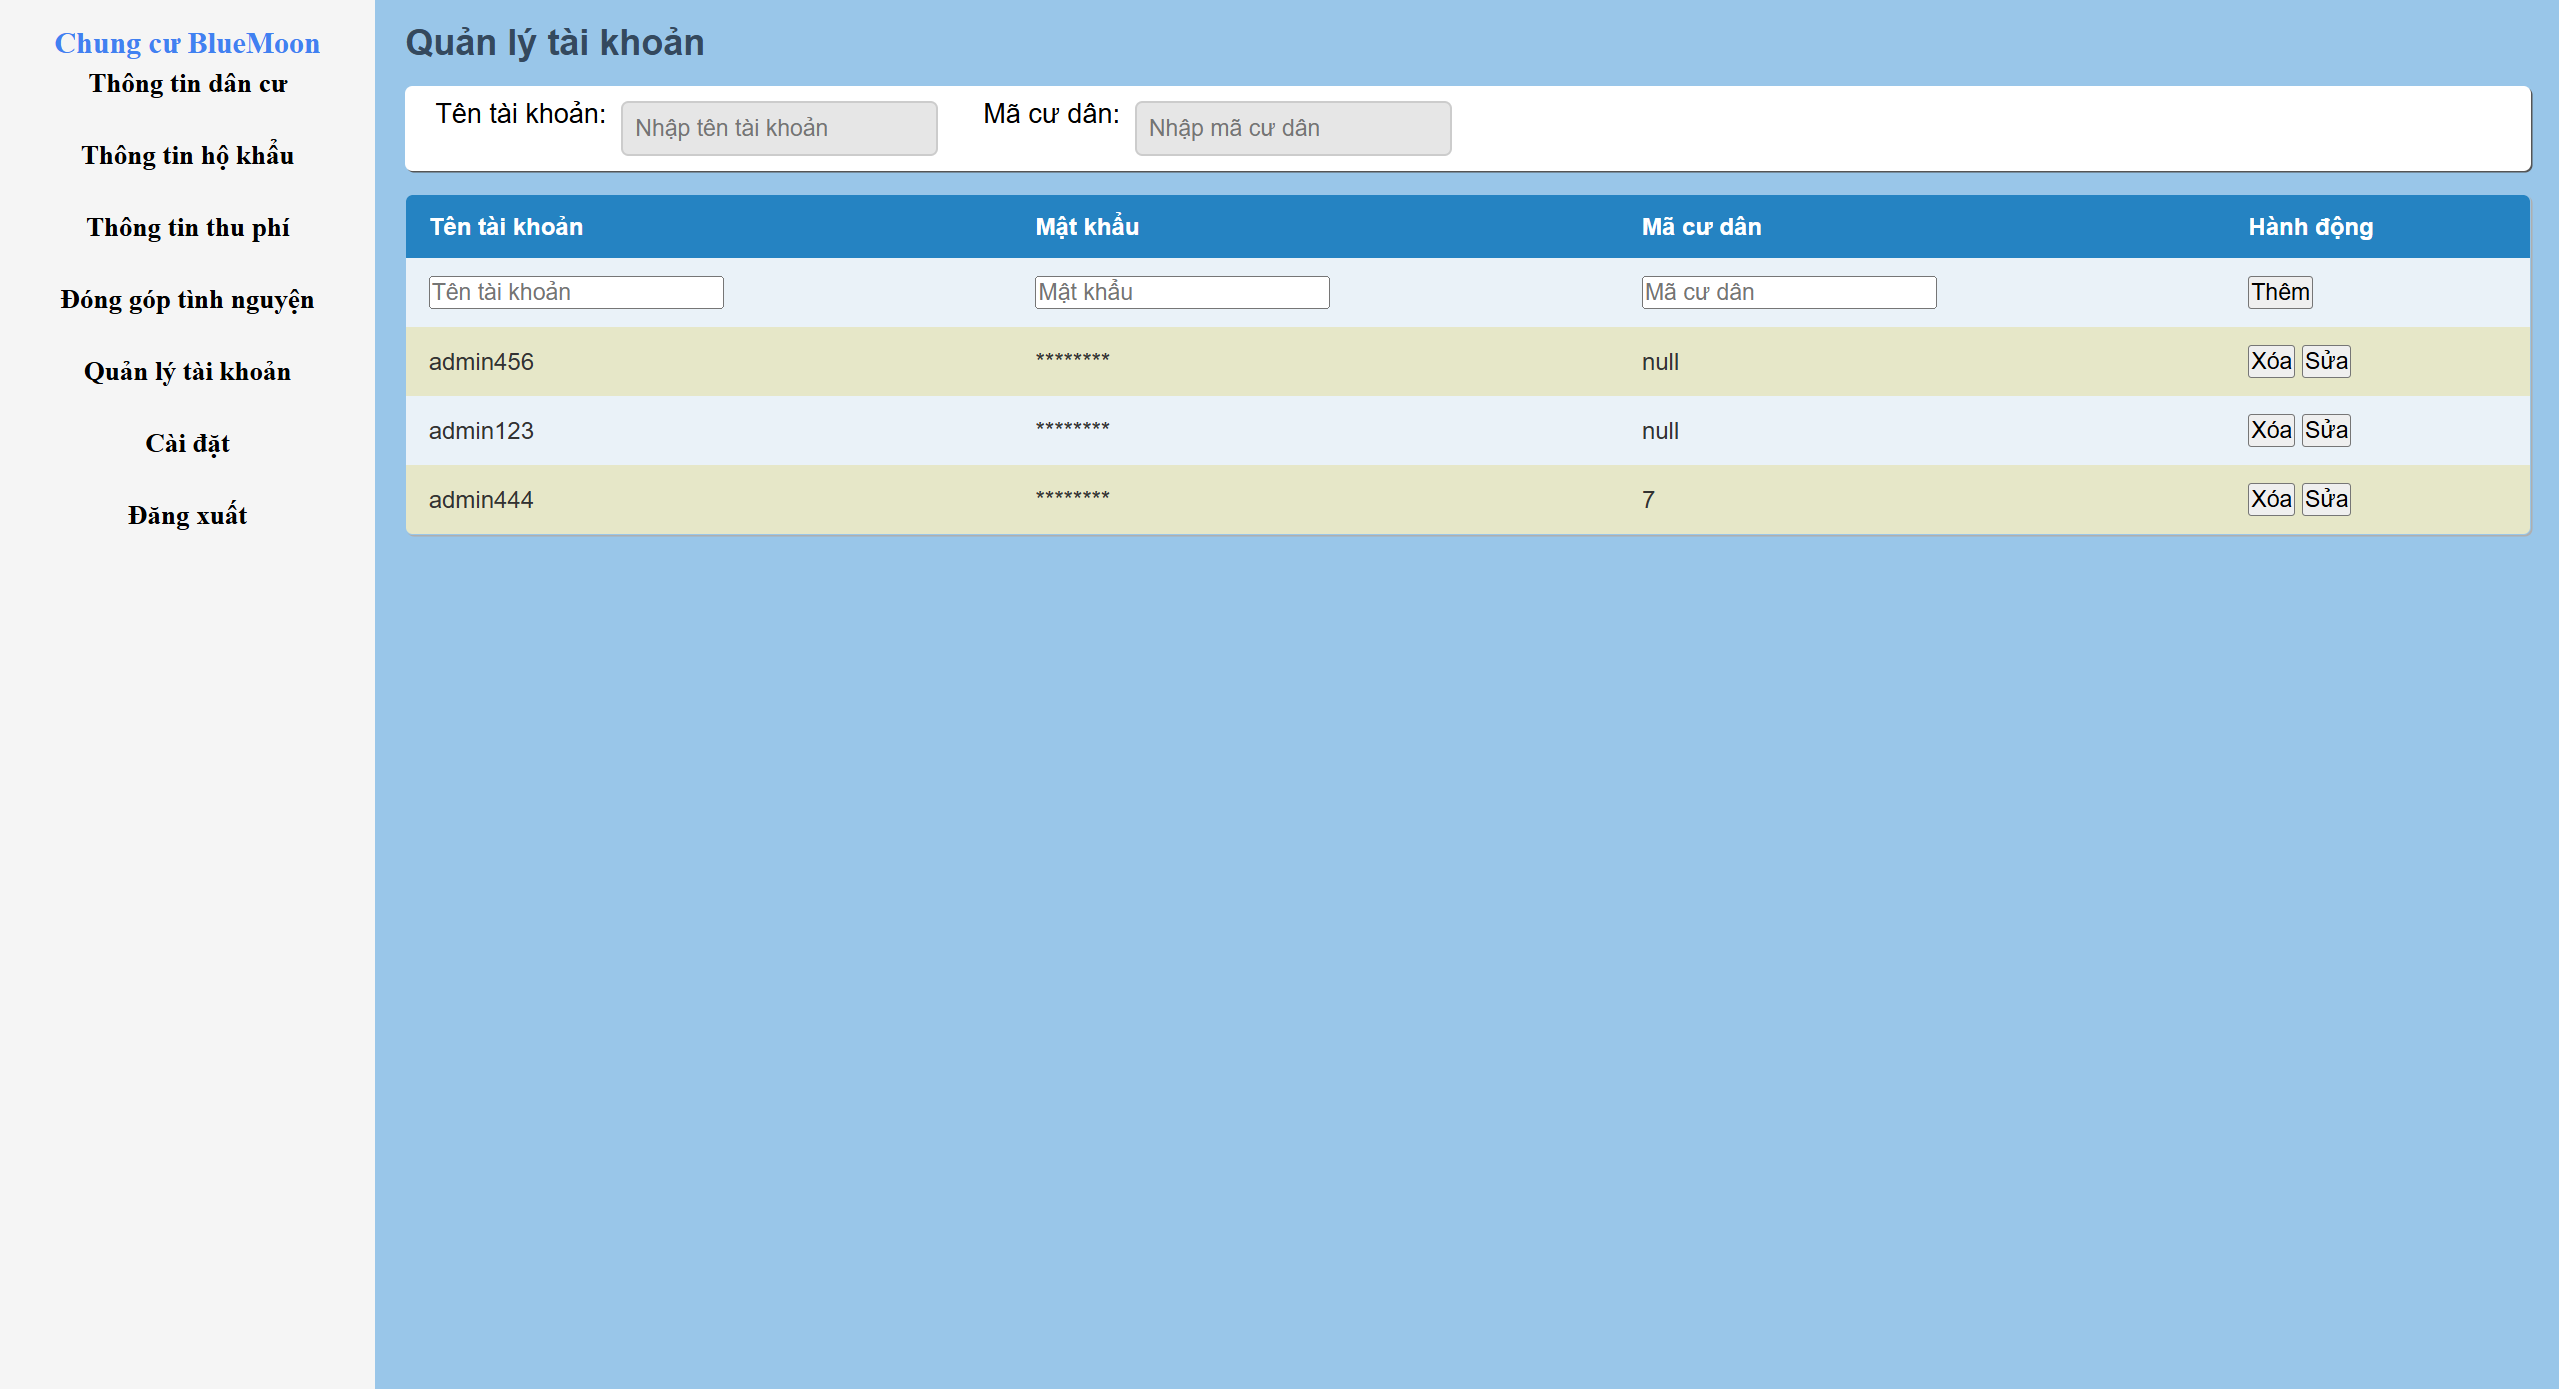 Chung cư BlueMoon
Thông tin dân cư
Thông tin hộ khẩu
Thông tin thu phí
Đóng góp tình nguyện
Quản lý tài khoản
Cài đặt
Đăng xuất
Quản lý tài khoản
Tên tài khoản: Nhập tên tài khoản Mã cư dân: Nhập mã cư dân
Tên tài khoản Mật khẩu Mã cư dân Hành động
Tên tài khoản Mật khẩu Mã cư dân Thêm
admin456 ******** null Xóa Sửa
admin123 ******** null Xóa Sửa
admin444 ******** 7 Xóa Sửa